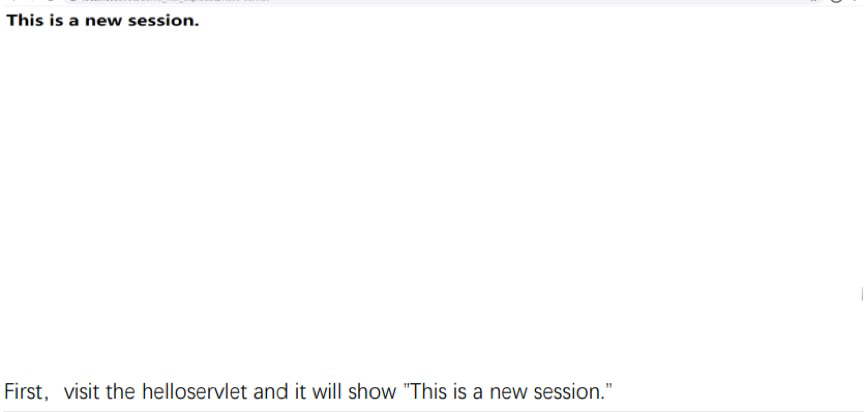 This is a new session.
First，visit the helloservlet and it will show "This is a new session."